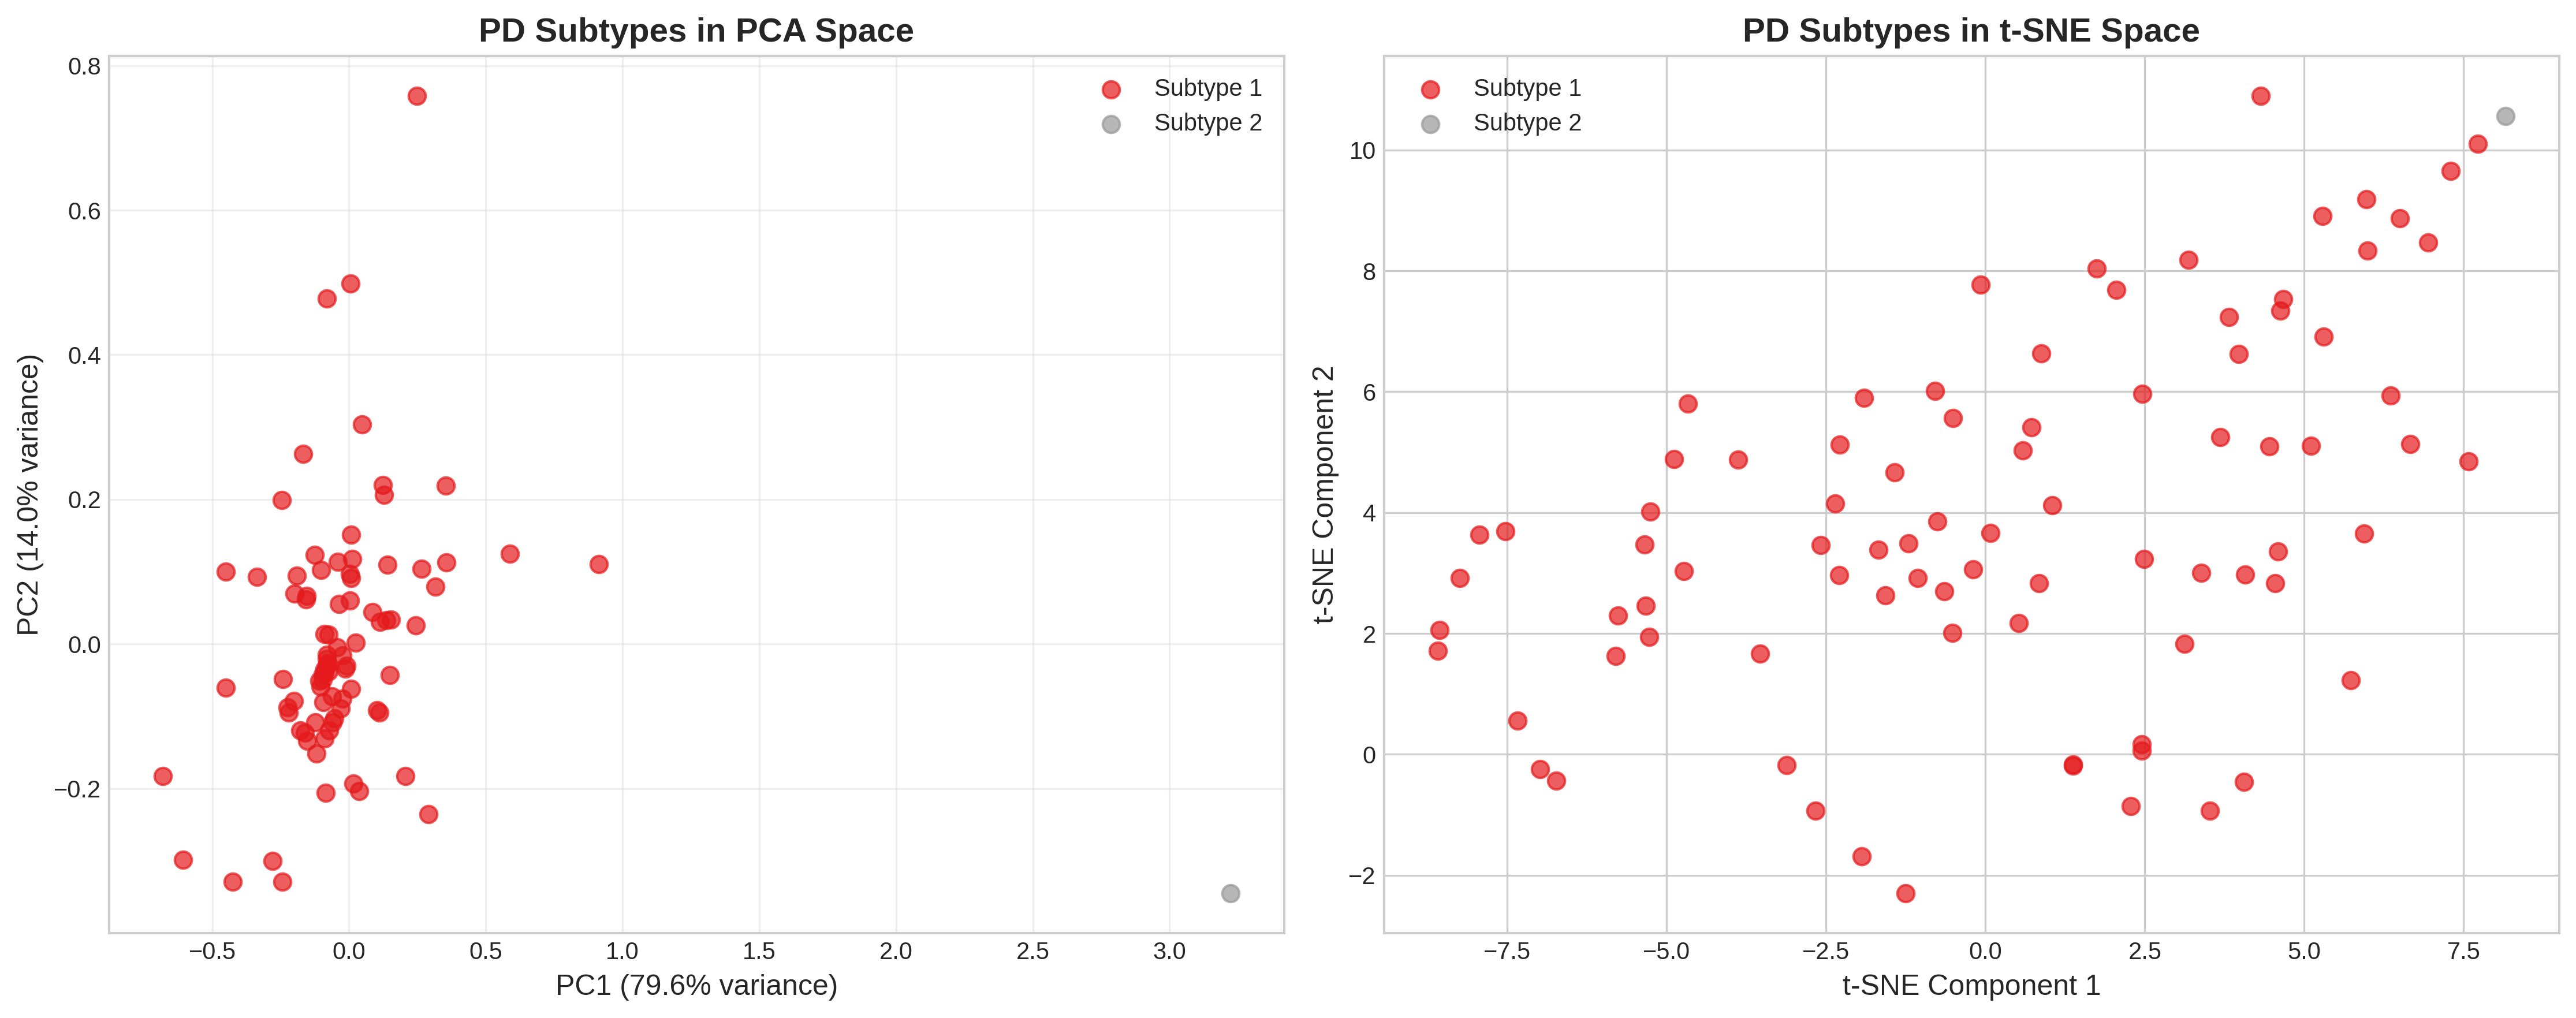 PD Subtypes in PCA Space
Subtype 1
Subtype 2
0.8
0.6
0.4
0.2
0.0
−0.2
−0.5
0.0
0.5
1.0
1.5
2.0
2.5
3.0
PC2 (14.0% variance)
PC1 (79.6% variance)
PD Subtypes in t-SNE Space
Subtype 1
Subtype 2
10
8
6
4
2
0
−2
−7.5
−5.0
−2.5
0.0
2.5
5.0
7.5
t-SNE Component 2
t-SNE Component 1